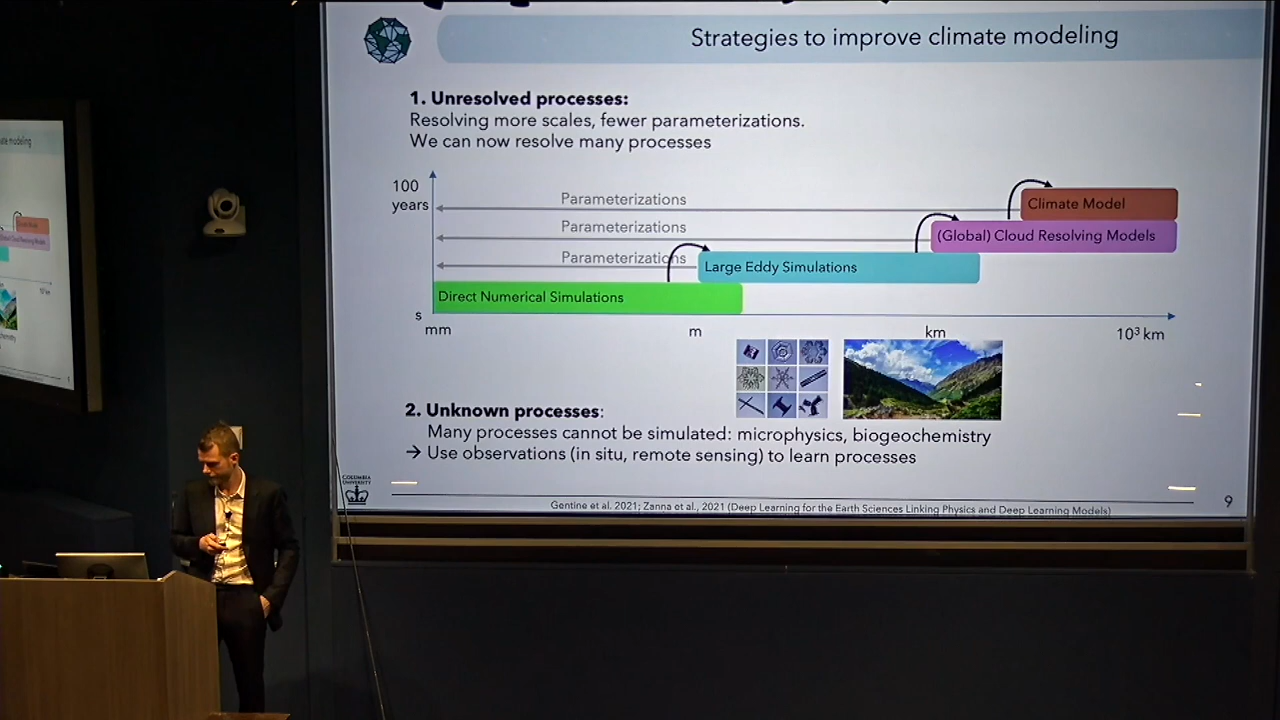 Strategies to improve climate modeling
1. Unresolved processes:
Resolving more scales, fewer parameterizations.
We can now resolve many processes
100
years
Parameterizations
Climate Model
Parameterizations
(Global) Cloud Resolving Models
Parameterizations
Large Eddy Simulations
Direct Numerical Simulations
s
mm
m
km
10³ km
2. Unknown processes:
Many processes cannot be simulated: microphysics, biogeochemistry
→ Use observations (in situ, remote sensing) to learn processes
COLUMBIA
UNIVERSITY
Gentine et al. 2021; Zanna et al., 2021 (Deep Learning for the Earth Sciences Linking Physics and Deep Learning Models)
9